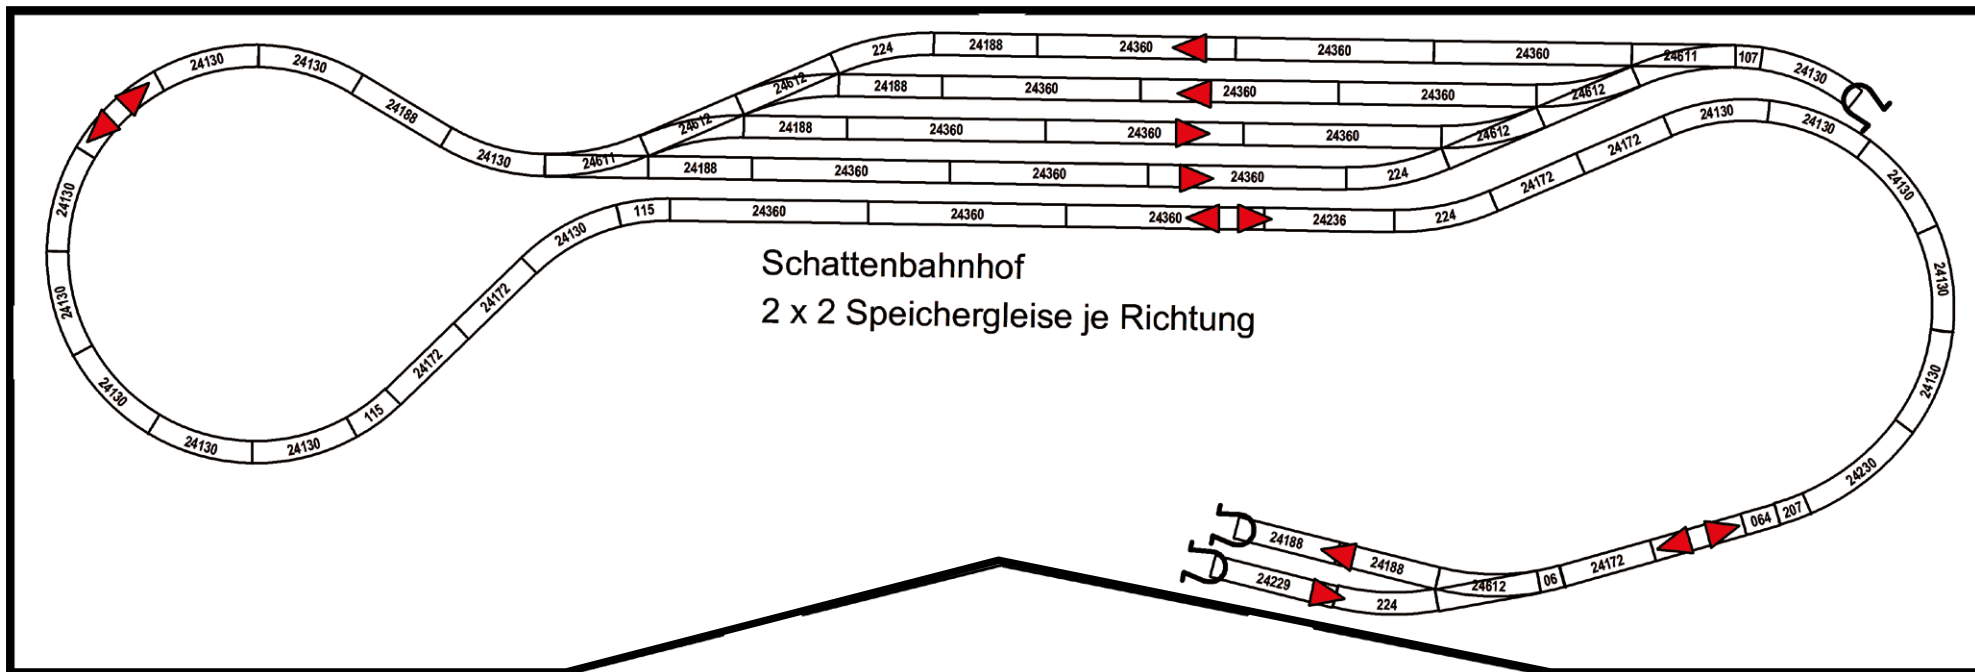 224 24188 24360 24360 24360 24611 107 24130
24130 24130 24188 24130
24612 24188 24360 24360 24360 24612
24612 24188 24360 24360 24360 24612
24611 24188 24360 24360 24360 224
24130 115 24360 24360 24360 24236 224 24172 24172 24130 24130
24130 24130 24130 24130 24130 115 24172 24172
24130 24130 24130 24230 207 064
Schattenbahnhof
2 x 2 Speichergleise je Richtung
24188 24188 24612 06 24172
24229 224